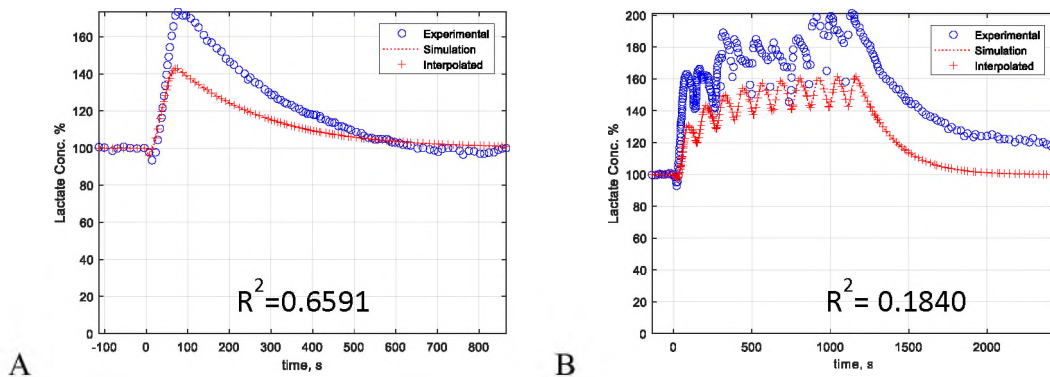 160
140
120
100
80
60
40
20
0
Lactate Conc. %
Experimental
Simulation
Interpolated
R²=0.6591
-100 0 100 200 300 400 500 600 700 800
time, s
A
200
180
160
140
120
100
80
60
40
20
0
Lactate Conc. %
Experimental
Simulation
Interpolated
R²= 0.1840
0 500 1000 1500 2000
time, s
B